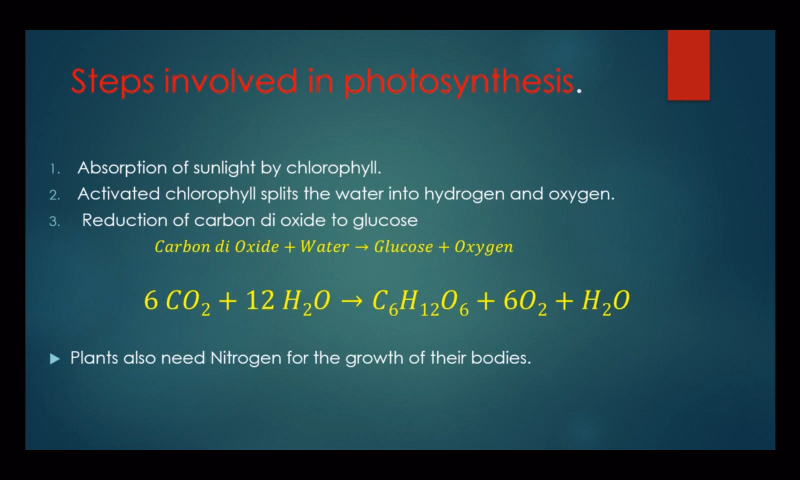 Steps involved in photosynthesis.
1. Absorption of sunlight by chlorophyll.
2. Activated chlorophyll splits the water into hydrogen and oxygen.
3. Reduction of carbon di oxide to glucose
Carbon di Oxide + Water → Glucose + Oxygen
6 CO₂ + 12 H₂O → C₆H₁₂O₆ + 6O₂ + H₂O
▶ Plants also need Nitrogen for the growth of their bodies.